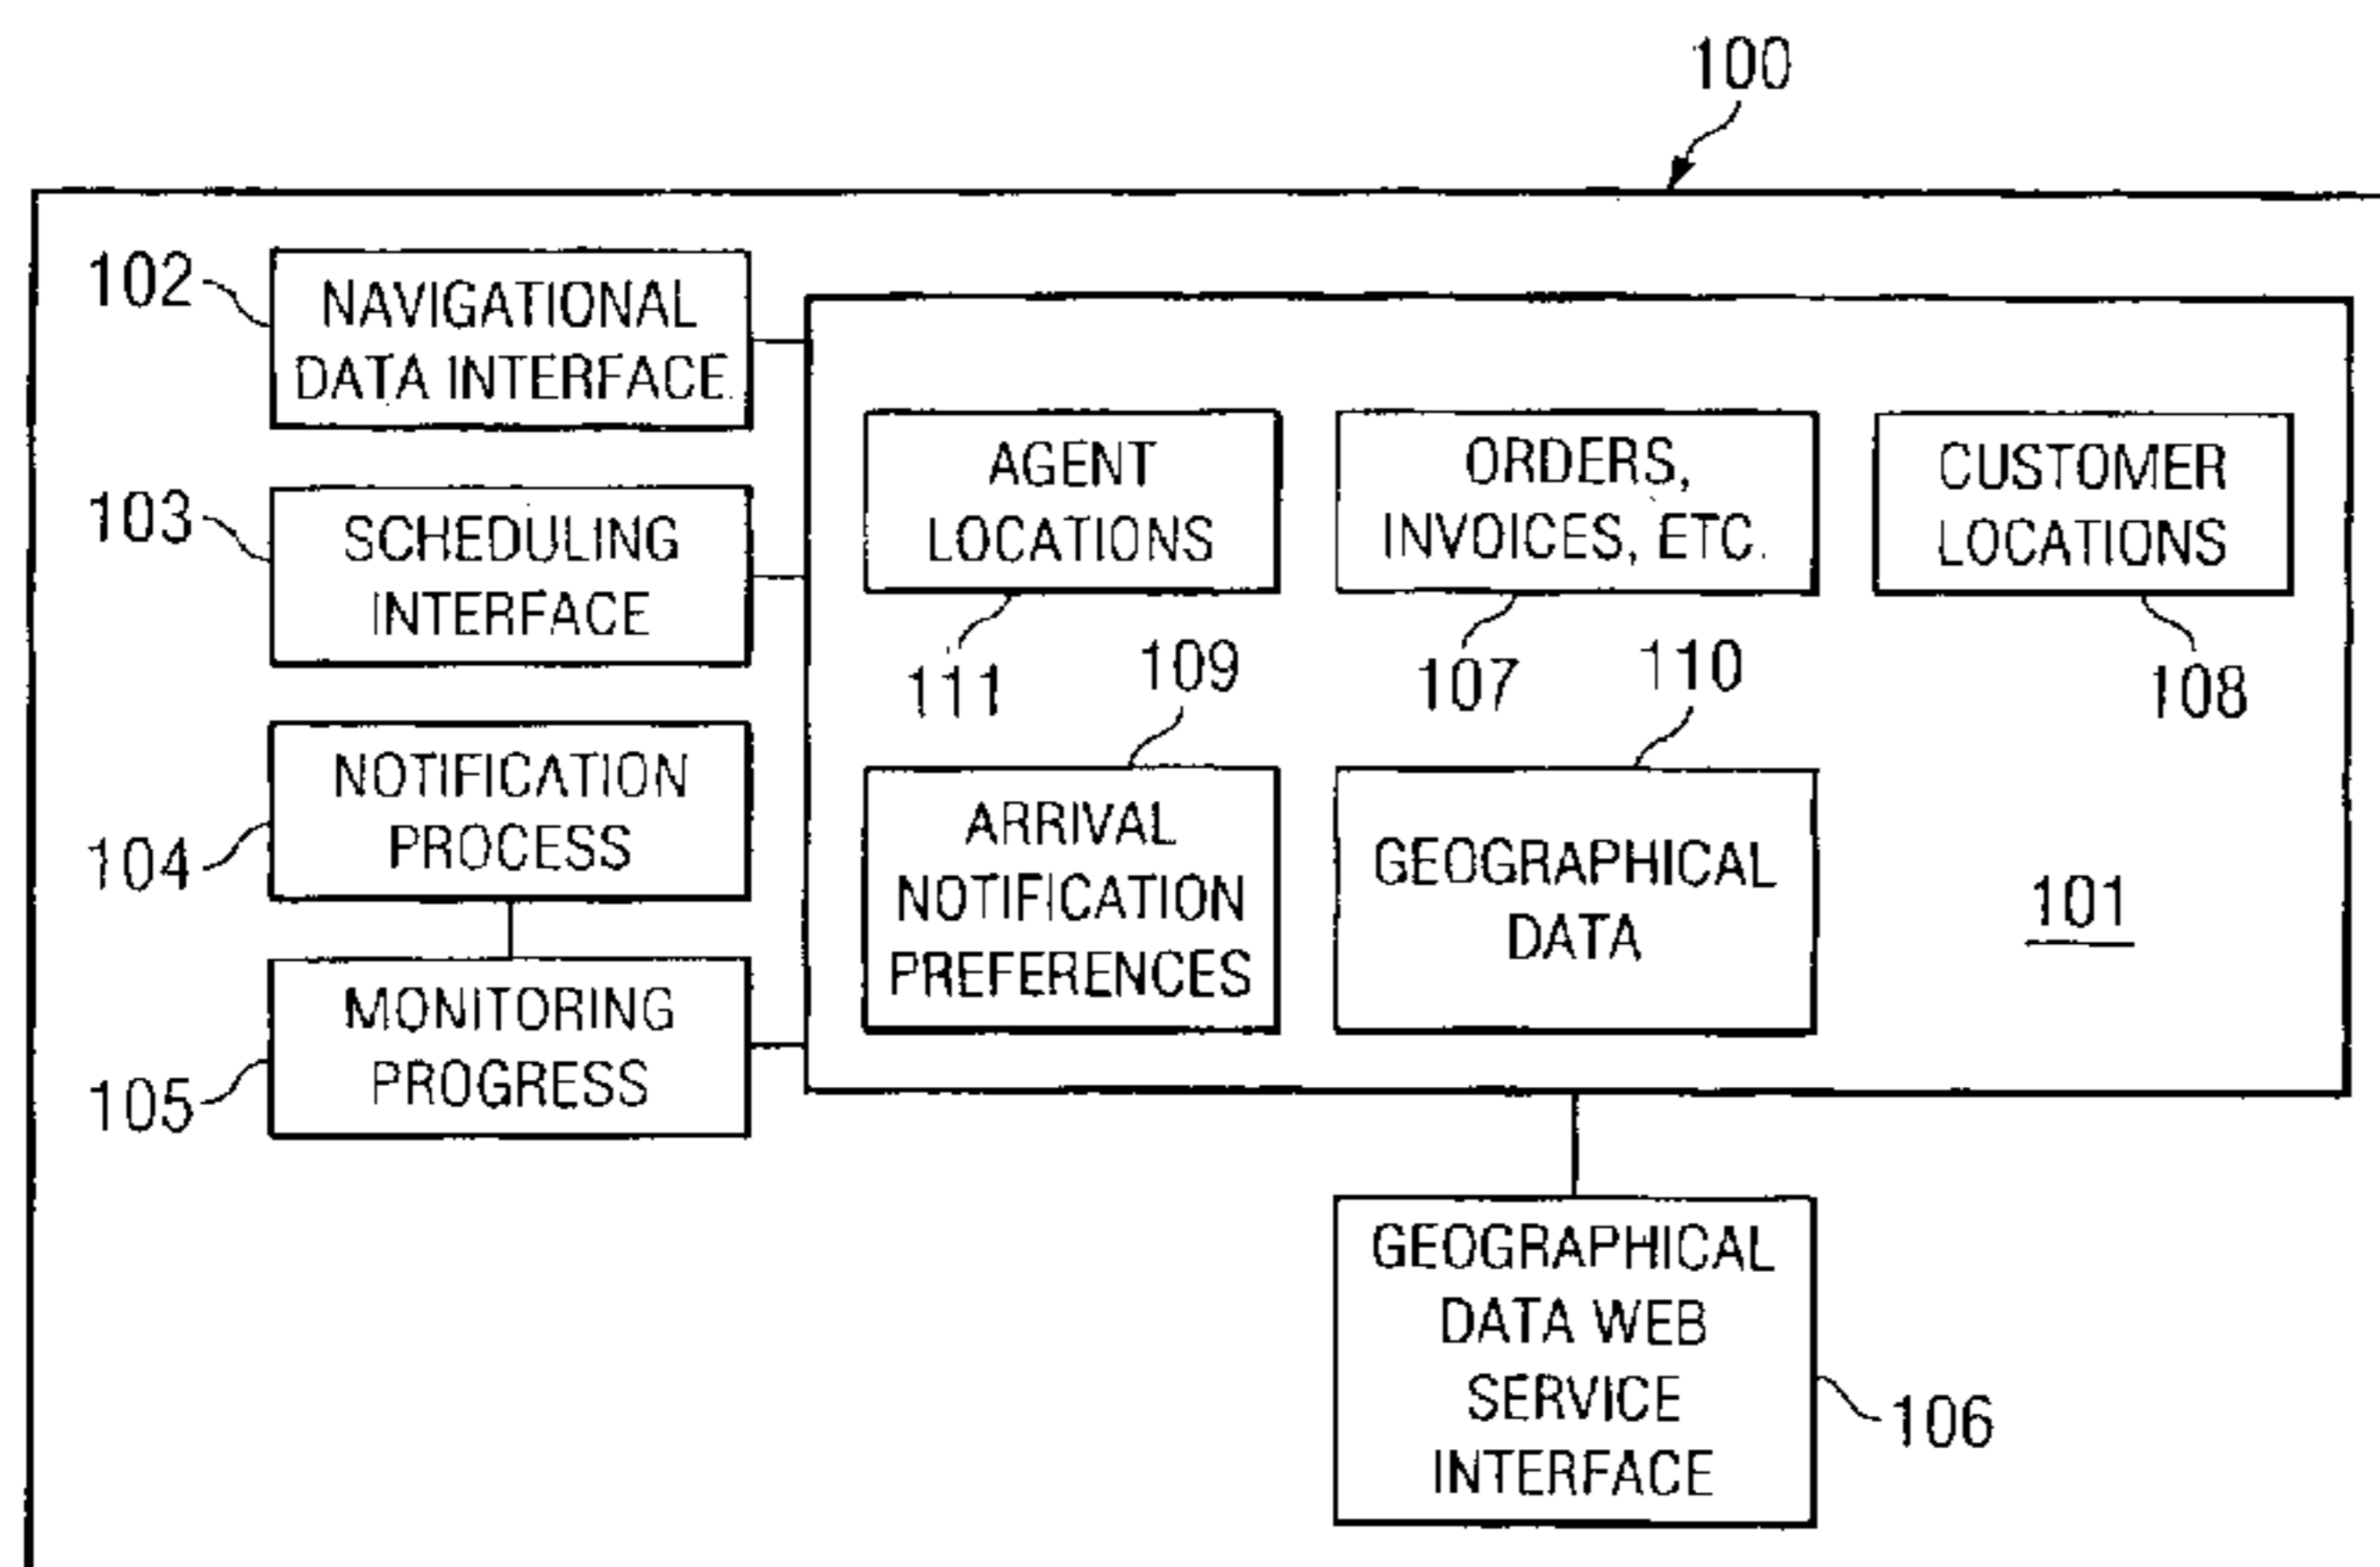 100
102
NAVIGATIONAL
DATA INTERFACE
103
SCHEDULING
INTERFACE
104
NOTIFICATION
PROCESS
105
MONITORING
PROGRESS
AGENT
LOCATIONS
111
ORDERS,
INVOICES, ETC.
107
CUSTOMER
LOCATIONS
108
109
ARRIVAL
NOTIFICATION
PREFERENCES
110
GEOGRAPHICAL
DATA
101
GEOGRAPHICAL
DATA WEB
SERVICE
INTERFACE
106